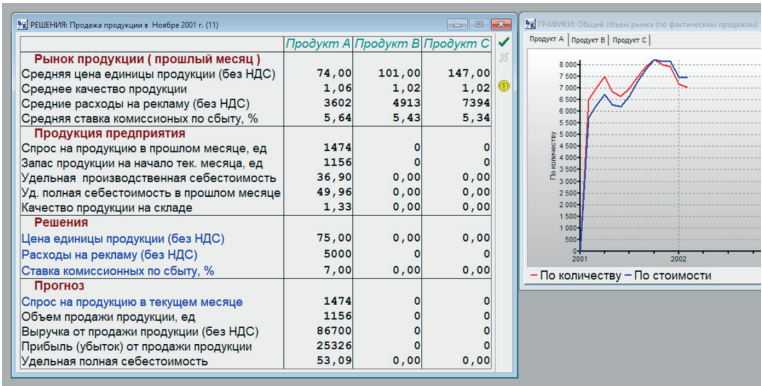 РЕШЕНИЯ: Продажа продукции в Ноябре 2001 г. (11)
Продукт A Продукт B Продукт C
Рынок продукции ( прошлый месяц )
Средняя цена единицы продукции (без НДС) 74,00 101,00 147,00
Среднее качество продукции 1,06 1,02 1,02
Средние расходы на рекламу (без НДС) 3602 4913 7394
Средняя ставка комиссионых по сбыту, % 5,64 5,43 5,34
Продукция предприятия
Спрос на продукцию в прошлом месяце, ед 1474 0 0
Запас продукции на начало тек. месяца, ед 1156 0 0
Удельная производственная себестоимость 36,90 0,00 0,00
Уд. полная себестоимость в прошлом месяце 49,96 0,00 0,00
Качество продукции на складе 1,33 0,00 0,00
Решения
Цена единицы продукции (без НДС) 75,00 0,00 0,00
Расходы на рекламу (без НДС) 5000 0 0
Ставка комиссионных по сбыту, % 7,00 0,00 0,00
Прогноз
Спрос на продукцию в текущем месяце 1474 0 0
Объем продажи продукции, ед 1156 0 0
Выручка от продажи продукции (без НДС) 86700 0 0
Прибыль (убыток) от продажи продукции 25326 0 0
Удельная полная себестоимость 53,09 0,00 0,00
ГРАФИКИ: Общий объем рынка (по фактическим продажам)
Продукт A Продукт B Продукт C
По количеству
8 000
7 500
7 000
6 500
6 000
5 500
5 000
4 500
4 000
3 500
3 000
2 500
2 000
1 500
1 000
500
0
2001 2002
По количеству По стоимости